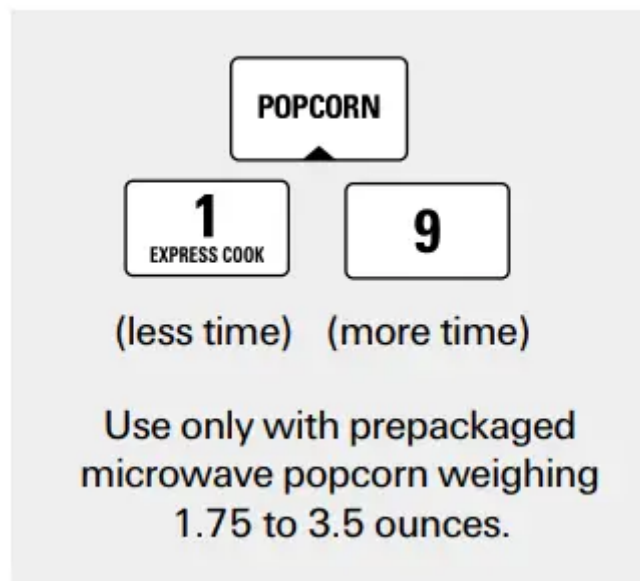 POPCORN
1 9
EXPRESS COOK
(less time) (more time)
Use only with prepackaged
microwave popcorn weighing
1.75 to 3.5 ounces.